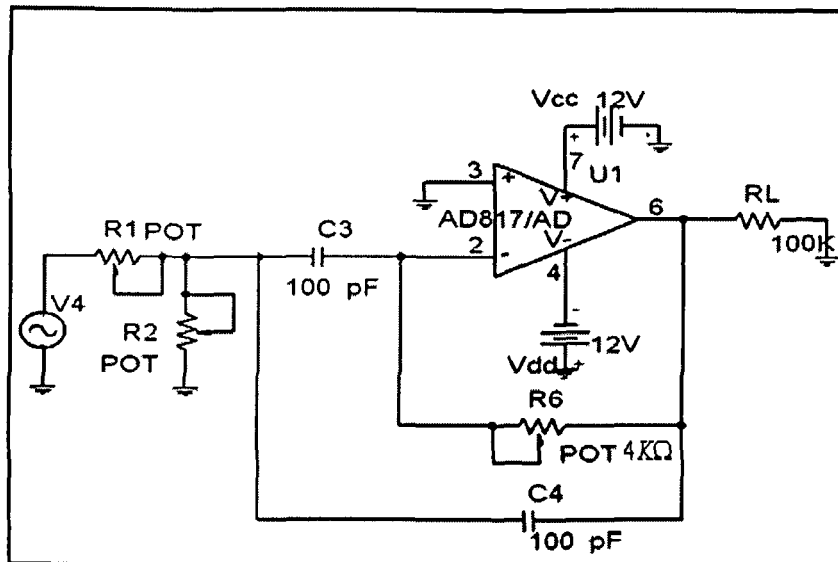 Vcc 12V
+
7
U1
3
+
V+
AD817/AD
6
RL
100K
2
-
V-
4
R1 POT
C3
100 pF
V4
R2
POT
-
12V
Vdd
+
R6
POT 4KΩ
C4
100 pF